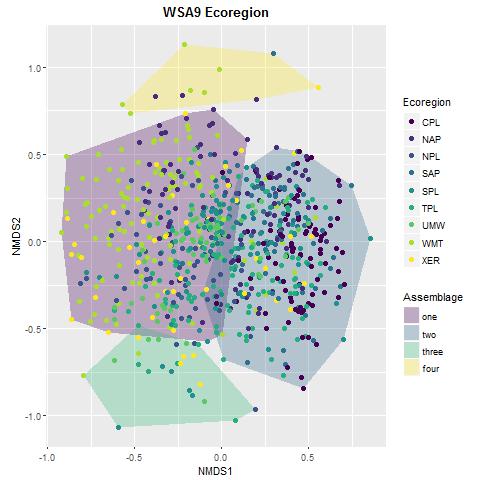 WSA9 Ecoregion
1.0
0.5
0.0
-0.5
-1.0
NMDS2
-1.0
-0.5
0.0
0.5
NMDS1
Ecoregion
CPL
NAP
NPL
SAP
SPL
TPL
UMW
WMT
XER
Assemblage
one
two
three
four